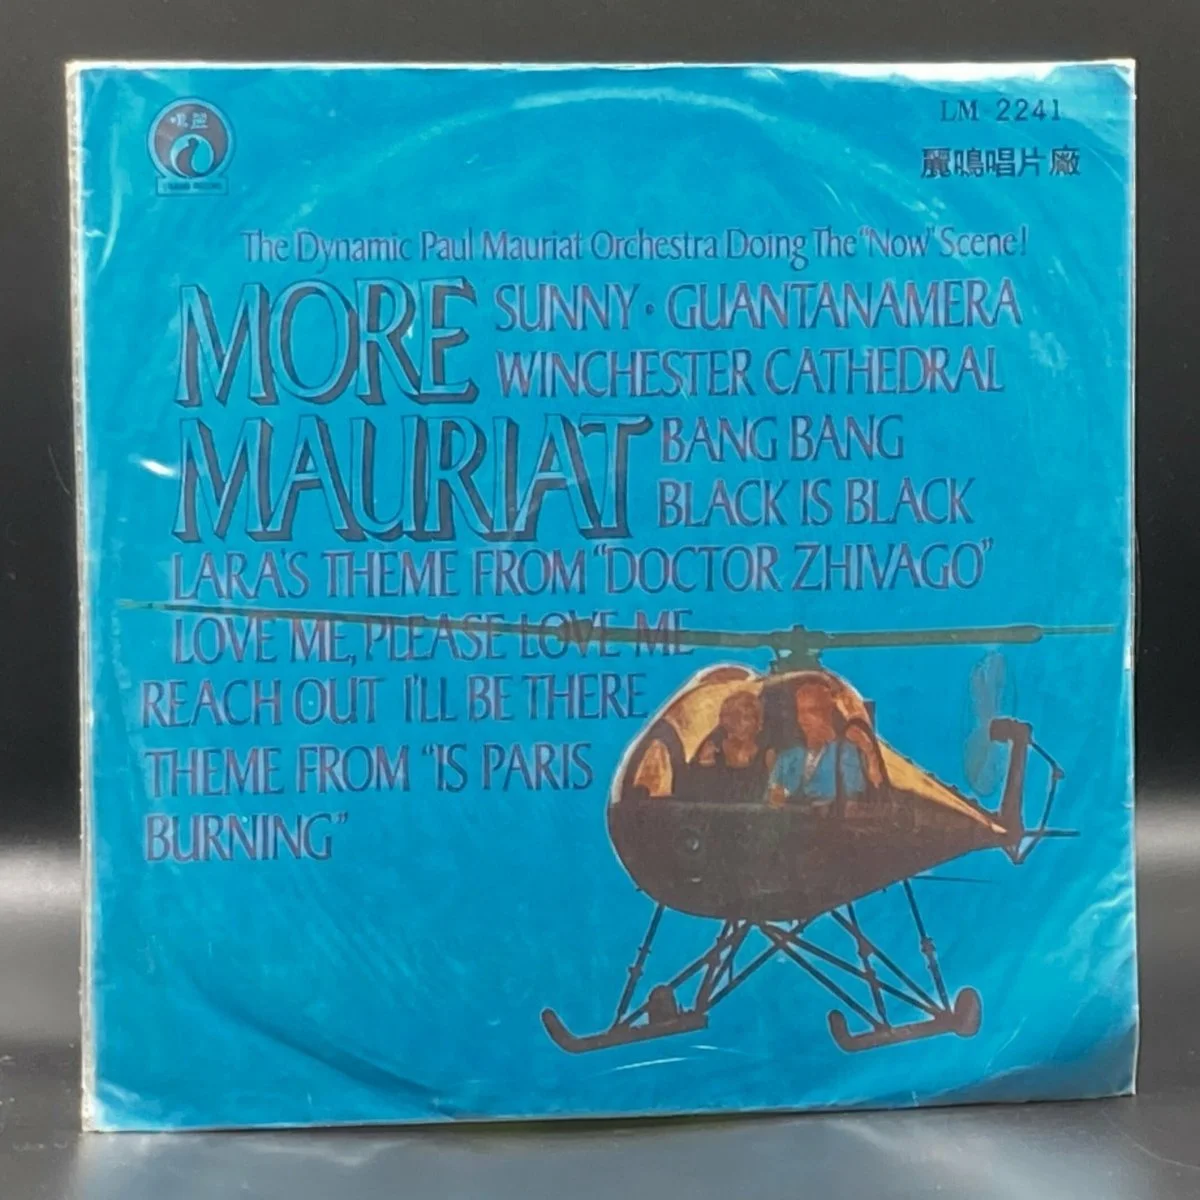 LM-2241
麗鳴唱片廠
The Dynamic Paul Mauriat Orchestra Doing The "Now" Scene!
MORE
MAURIAT
SUNNY · GUANTANAMERA
WINCHESTER CATHEDRAL
BANG BANG
BLACK IS BLACK
LARA'S THEME FROM "DOCTOR ZHIVAGO"
LOVE ME, PLEASE LOVE ME
REACH OUT I'LL BE THERE
THEME FROM "IS PARIS
BURNING"